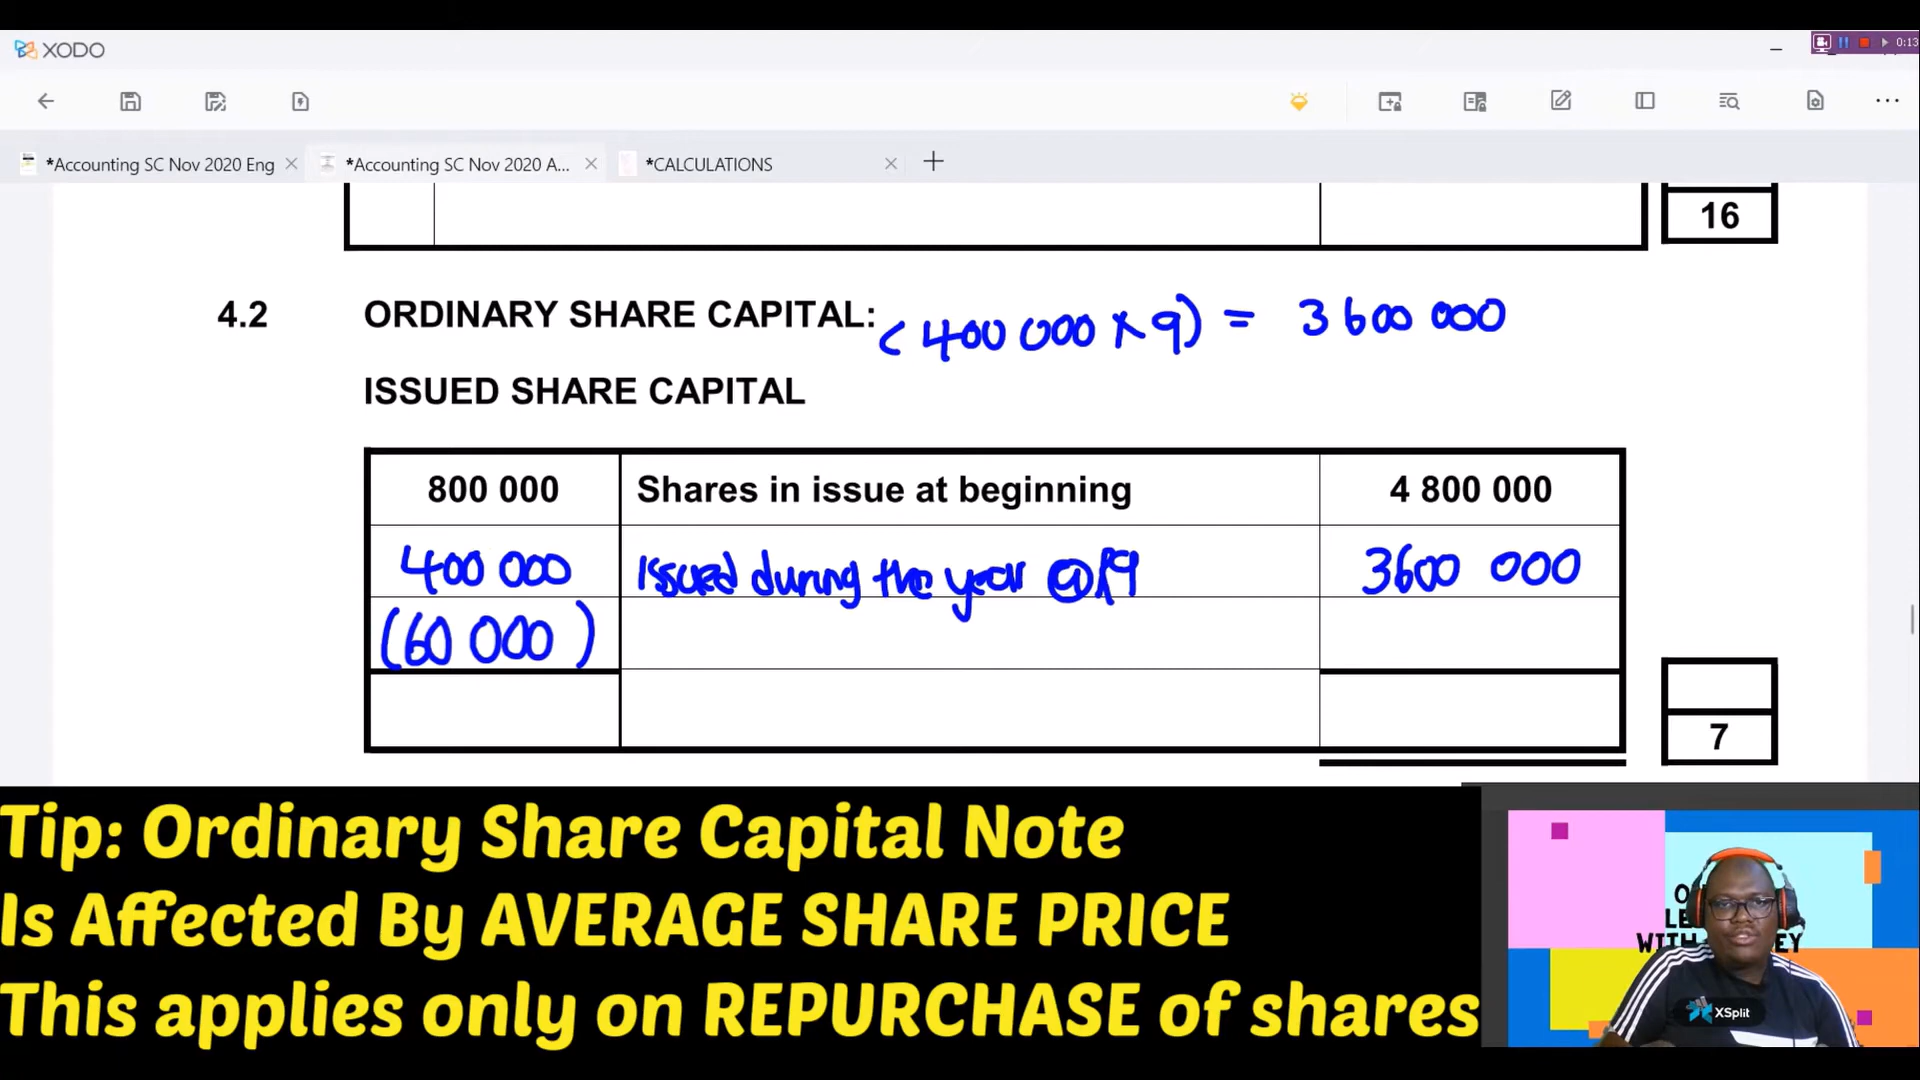 XODO
0:13
*Accounting SC Nov 2020 Eng
*Accounting SC Nov 2020 A...
*CALCULATIONS
16
4.2 ORDINARY SHARE CAPITAL: (400 000 x 9) = 3 600 000
ISSUED SHARE CAPITAL
800 000 Shares in issue at beginning 4 800 000
400 000 Issued during the year @R9 3600 000
(60 000)
7
Tip: Ordinary Share Capital Note
Is Affected By AVERAGE SHARE PRICE
This applies only on REPURCHASE of shares
WITH
XSplit